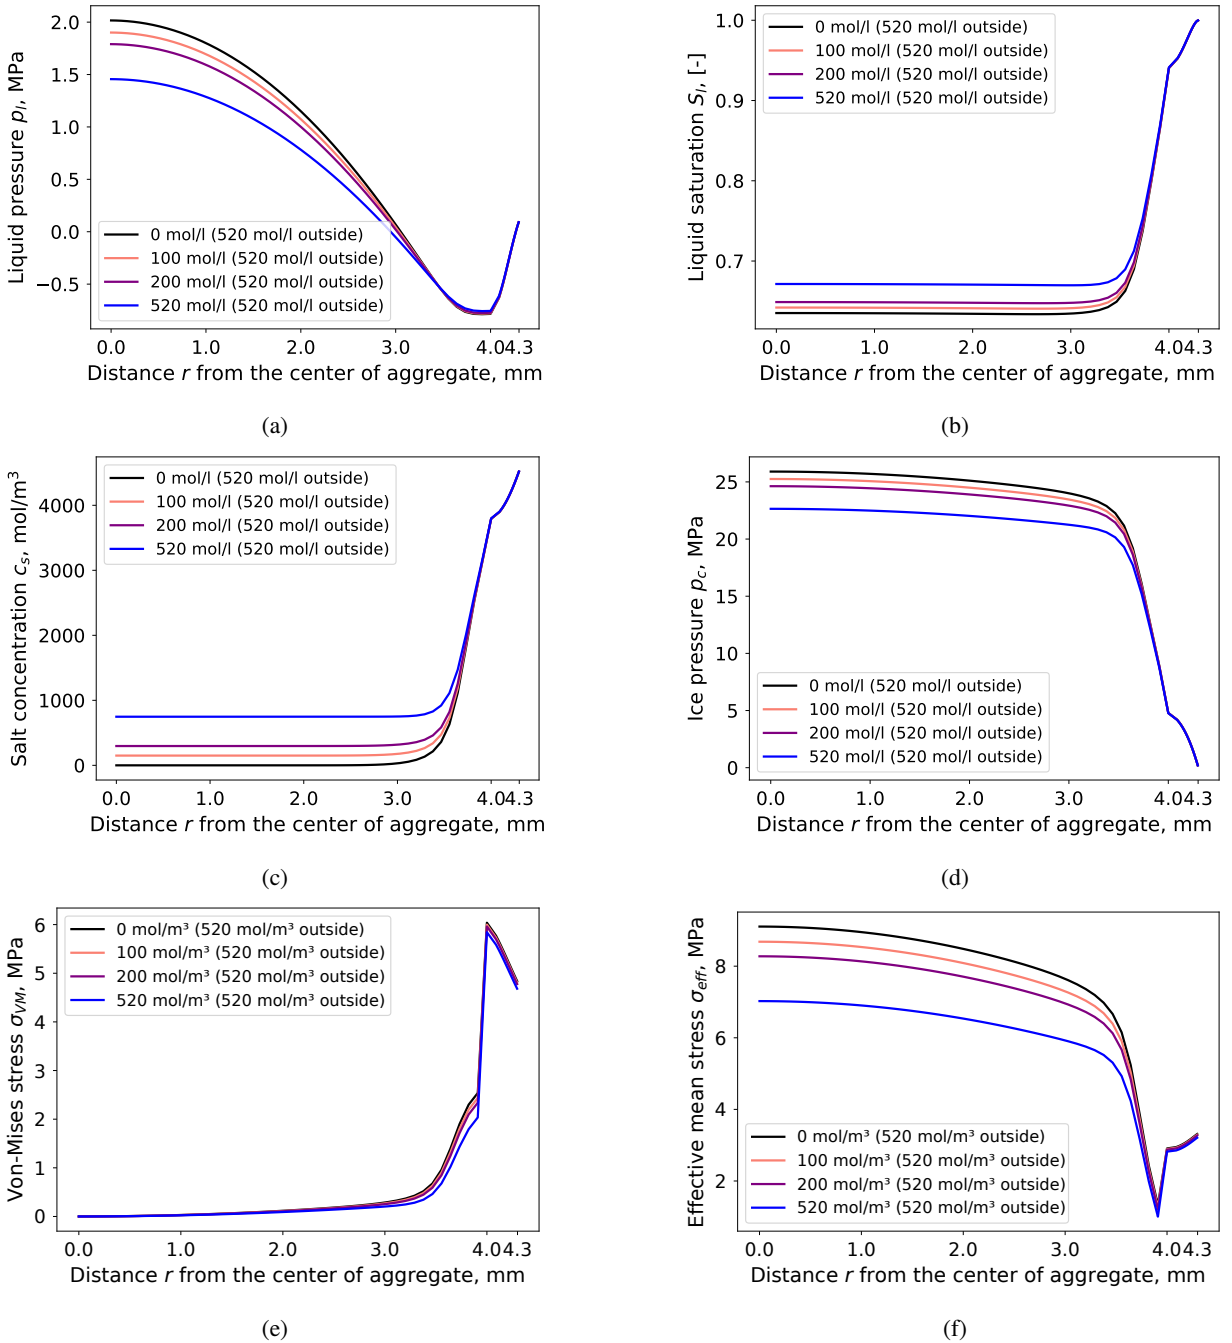 Liquid pressure p_l, MPa
2.0
1.5
1.0
0.5
0.0
−0.5
0 mol/l (520 mol/l outside)
100 mol/l (520 mol/l outside)
200 mol/l (520 mol/l outside)
520 mol/l (520 mol/l outside)
0.0 1.0 2.0 3.0 4.0 4.3
Distance r from the center of aggregate, mm
(a)
Liquid saturation S_l, [-]
1.0
0.9
0.8
0.7
0 mol/l (520 mol/l outside)
100 mol/l (520 mol/l outside)
200 mol/l (520 mol/l outside)
520 mol/l (520 mol/l outside)
0.0 1.0 2.0 3.0 4.0 4.3
Distance r from the center of aggregate, mm
(b)
Salt concentration c_s, mol/m³
4000
3000
2000
1000
0
0 mol/l (520 mol/l outside)
100 mol/l (520 mol/l outside)
200 mol/l (520 mol/l outside)
520 mol/l (520 mol/l outside)
0.0 1.0 2.0 3.0 4.0 4.3
Distance r from the center of aggregate, mm
(c)
Ice pressure p_c, MPa
25
20
15
10
5
0
0 mol/l (520 mol/l outside)
100 mol/l (520 mol/l outside)
200 mol/l (520 mol/l outside)
520 mol/l (520 mol/l outside)
0.0 1.0 2.0 3.0 4.0 4.3
Distance r from the center of aggregate, mm
(d)
Von-Mises stress σ_VM, MPa
6
5
4
3
2
1
0
0 mol/m³ (520 mol/m³ outside)
100 mol/m³ (520 mol/m³ outside)
200 mol/m³ (520 mol/m³ outside)
520 mol/m³ (520 mol/m³ outside)
0.0 1.0 2.0 3.0 4.0 4.3
Distance r from the center of aggregate, mm
(e)
Effective mean stress σ_eff, MPa
8
6
4
2
0 mol/m³ (520 mol/m³ outside)
100 mol/m³ (520 mol/m³ outside)
200 mol/m³ (520 mol/m³ outside)
520 mol/m³ (520 mol/m³ outside)
0.0 1.0 2.0 3.0 4.0 4.3
Distance r from the center of aggregate, mm
(f)